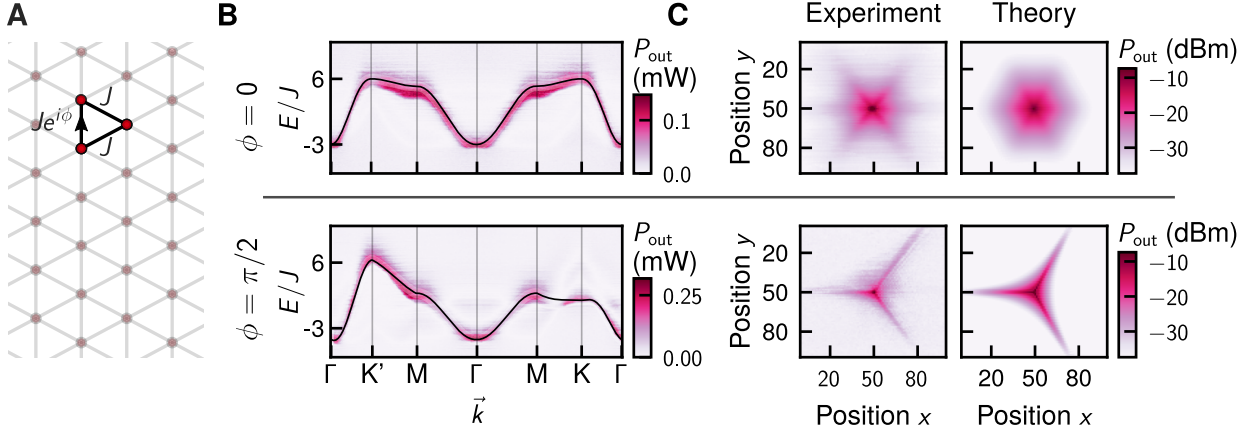 A
B
C
J
Je^{iϕ}
J
ϕ = 0
E/J
6
-3
P_out
(mW)
0.1
0.0
Experiment
Theory
Position y
20
50
80
P_out (dBm)
−10
−20
−30
ϕ = π/2
E/J
6
-3
Γ
K'
M
Γ
M
K
Γ
k⃗
P_out
(mW)
0.25
0.00
Position y
20
50
80
20
50
80
Position x
20
50
80
Position x
P_out (dBm)
−10
−20
−30